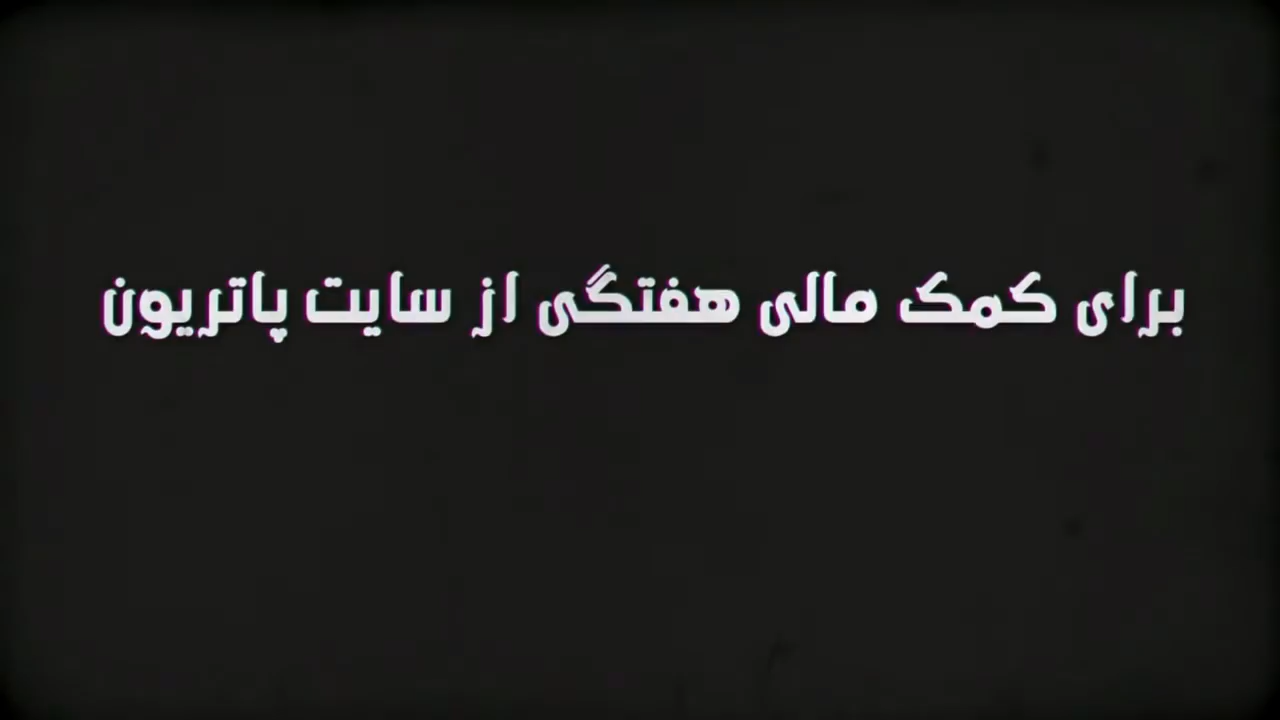 برای کمک مالی هفتگی از سایت پاتریون